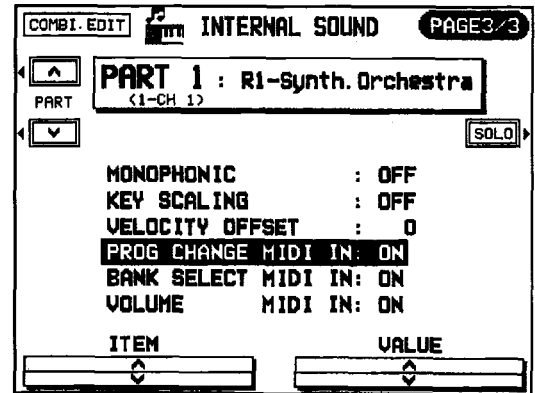 COMBI.EDIT INTERNAL SOUND PAGE3/3
PART 1 : R1-Synth.Orchestra
(1-CH 1)
PART
SOLO
MONOPHONIC : OFF
KEY SCALING : OFF
VELOCITY OFFSET : 0
PROG CHANGE MIDI IN: ON
BANK SELECT MIDI IN: ON
VOLUME MIDI IN: ON
ITEM VALUE